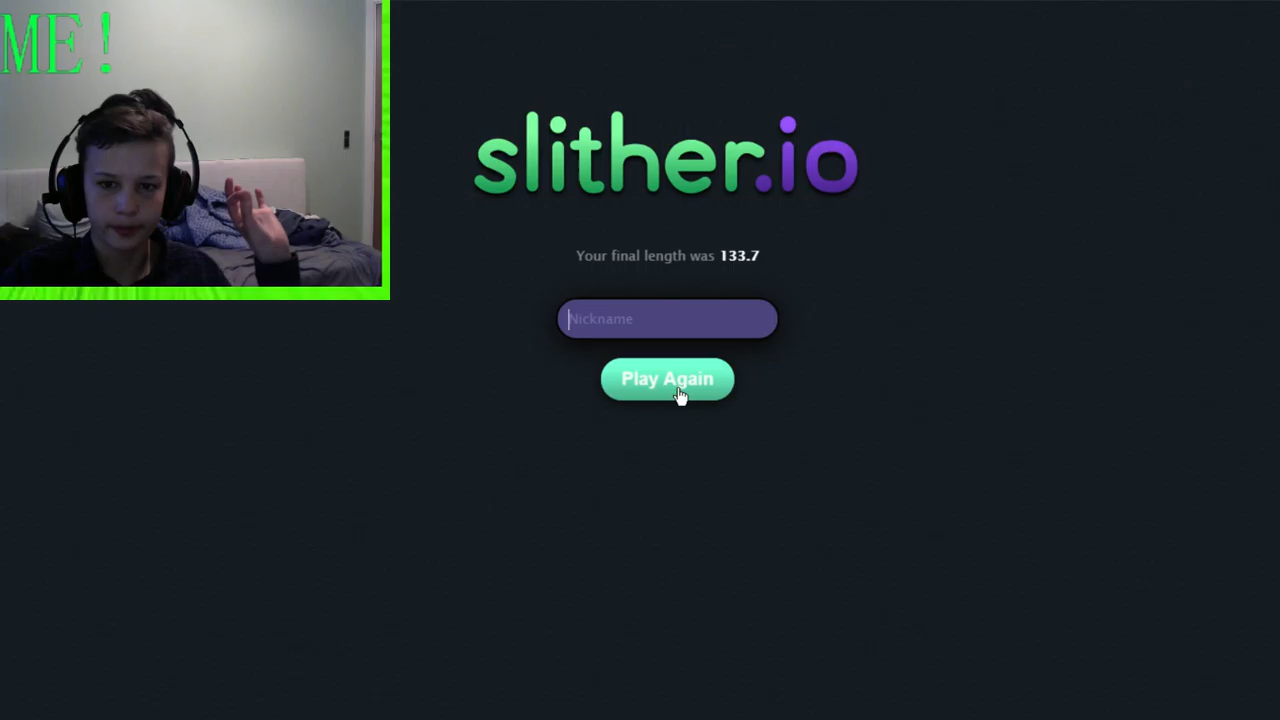 ME!
slither.io
Your final length was 133.7
Nickname
Play Again